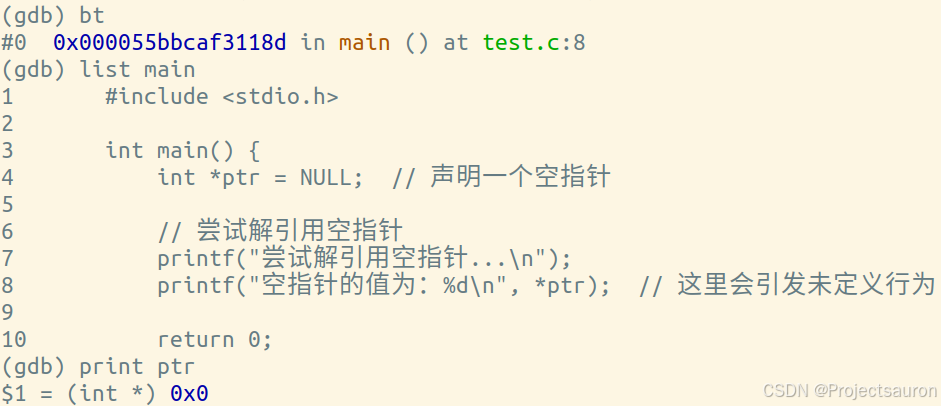 (gdb) bt
#0  0x000055bbcaf3118d in main () at test.c:8
(gdb) list main
1       #include <stdio.h>
2
3       int main() {
4           int *ptr = NULL;  // 声明一个空指针
5
6           // 尝试解引用空指针
7           printf("尝试解引用空指针...\n");
8           printf("空指针的值为: %d\n", *ptr);  // 这里会引发未定义行为
9
10          return 0;
(gdb) print ptr
$1 = (int *) 0x0
CSDN @Projectsauron